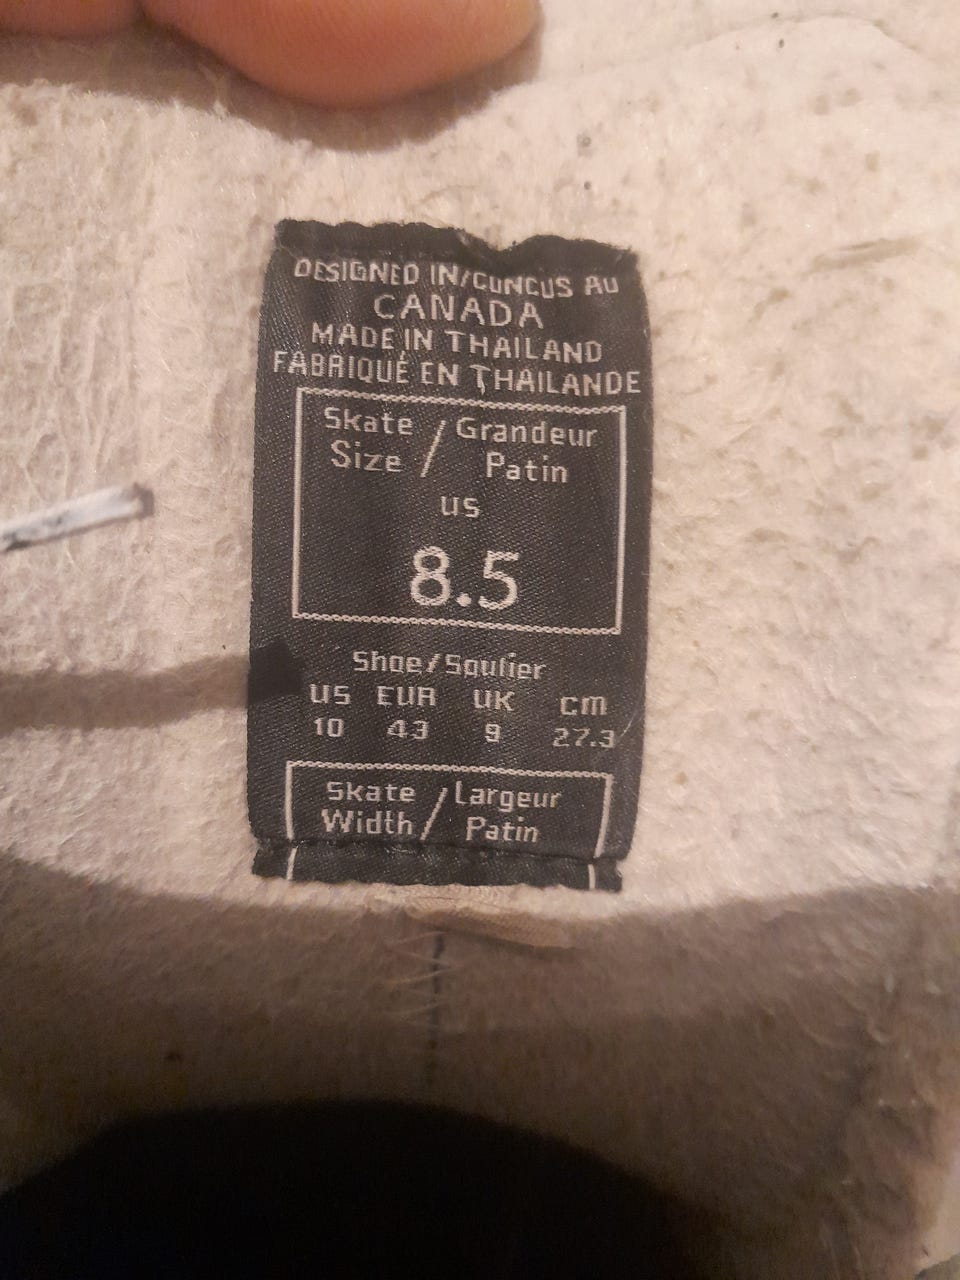 DESIGNED IN/CONÇUS AU
CANADA
MADE IN THAILAND
FABRIQUÉ EN THAILANDE
Skate / Grandeur
Size Patin
US
8.5
Shoe/Soulier
US EUR UK cm
10 43 9 27.3
Skate / Largeur
Width Patin